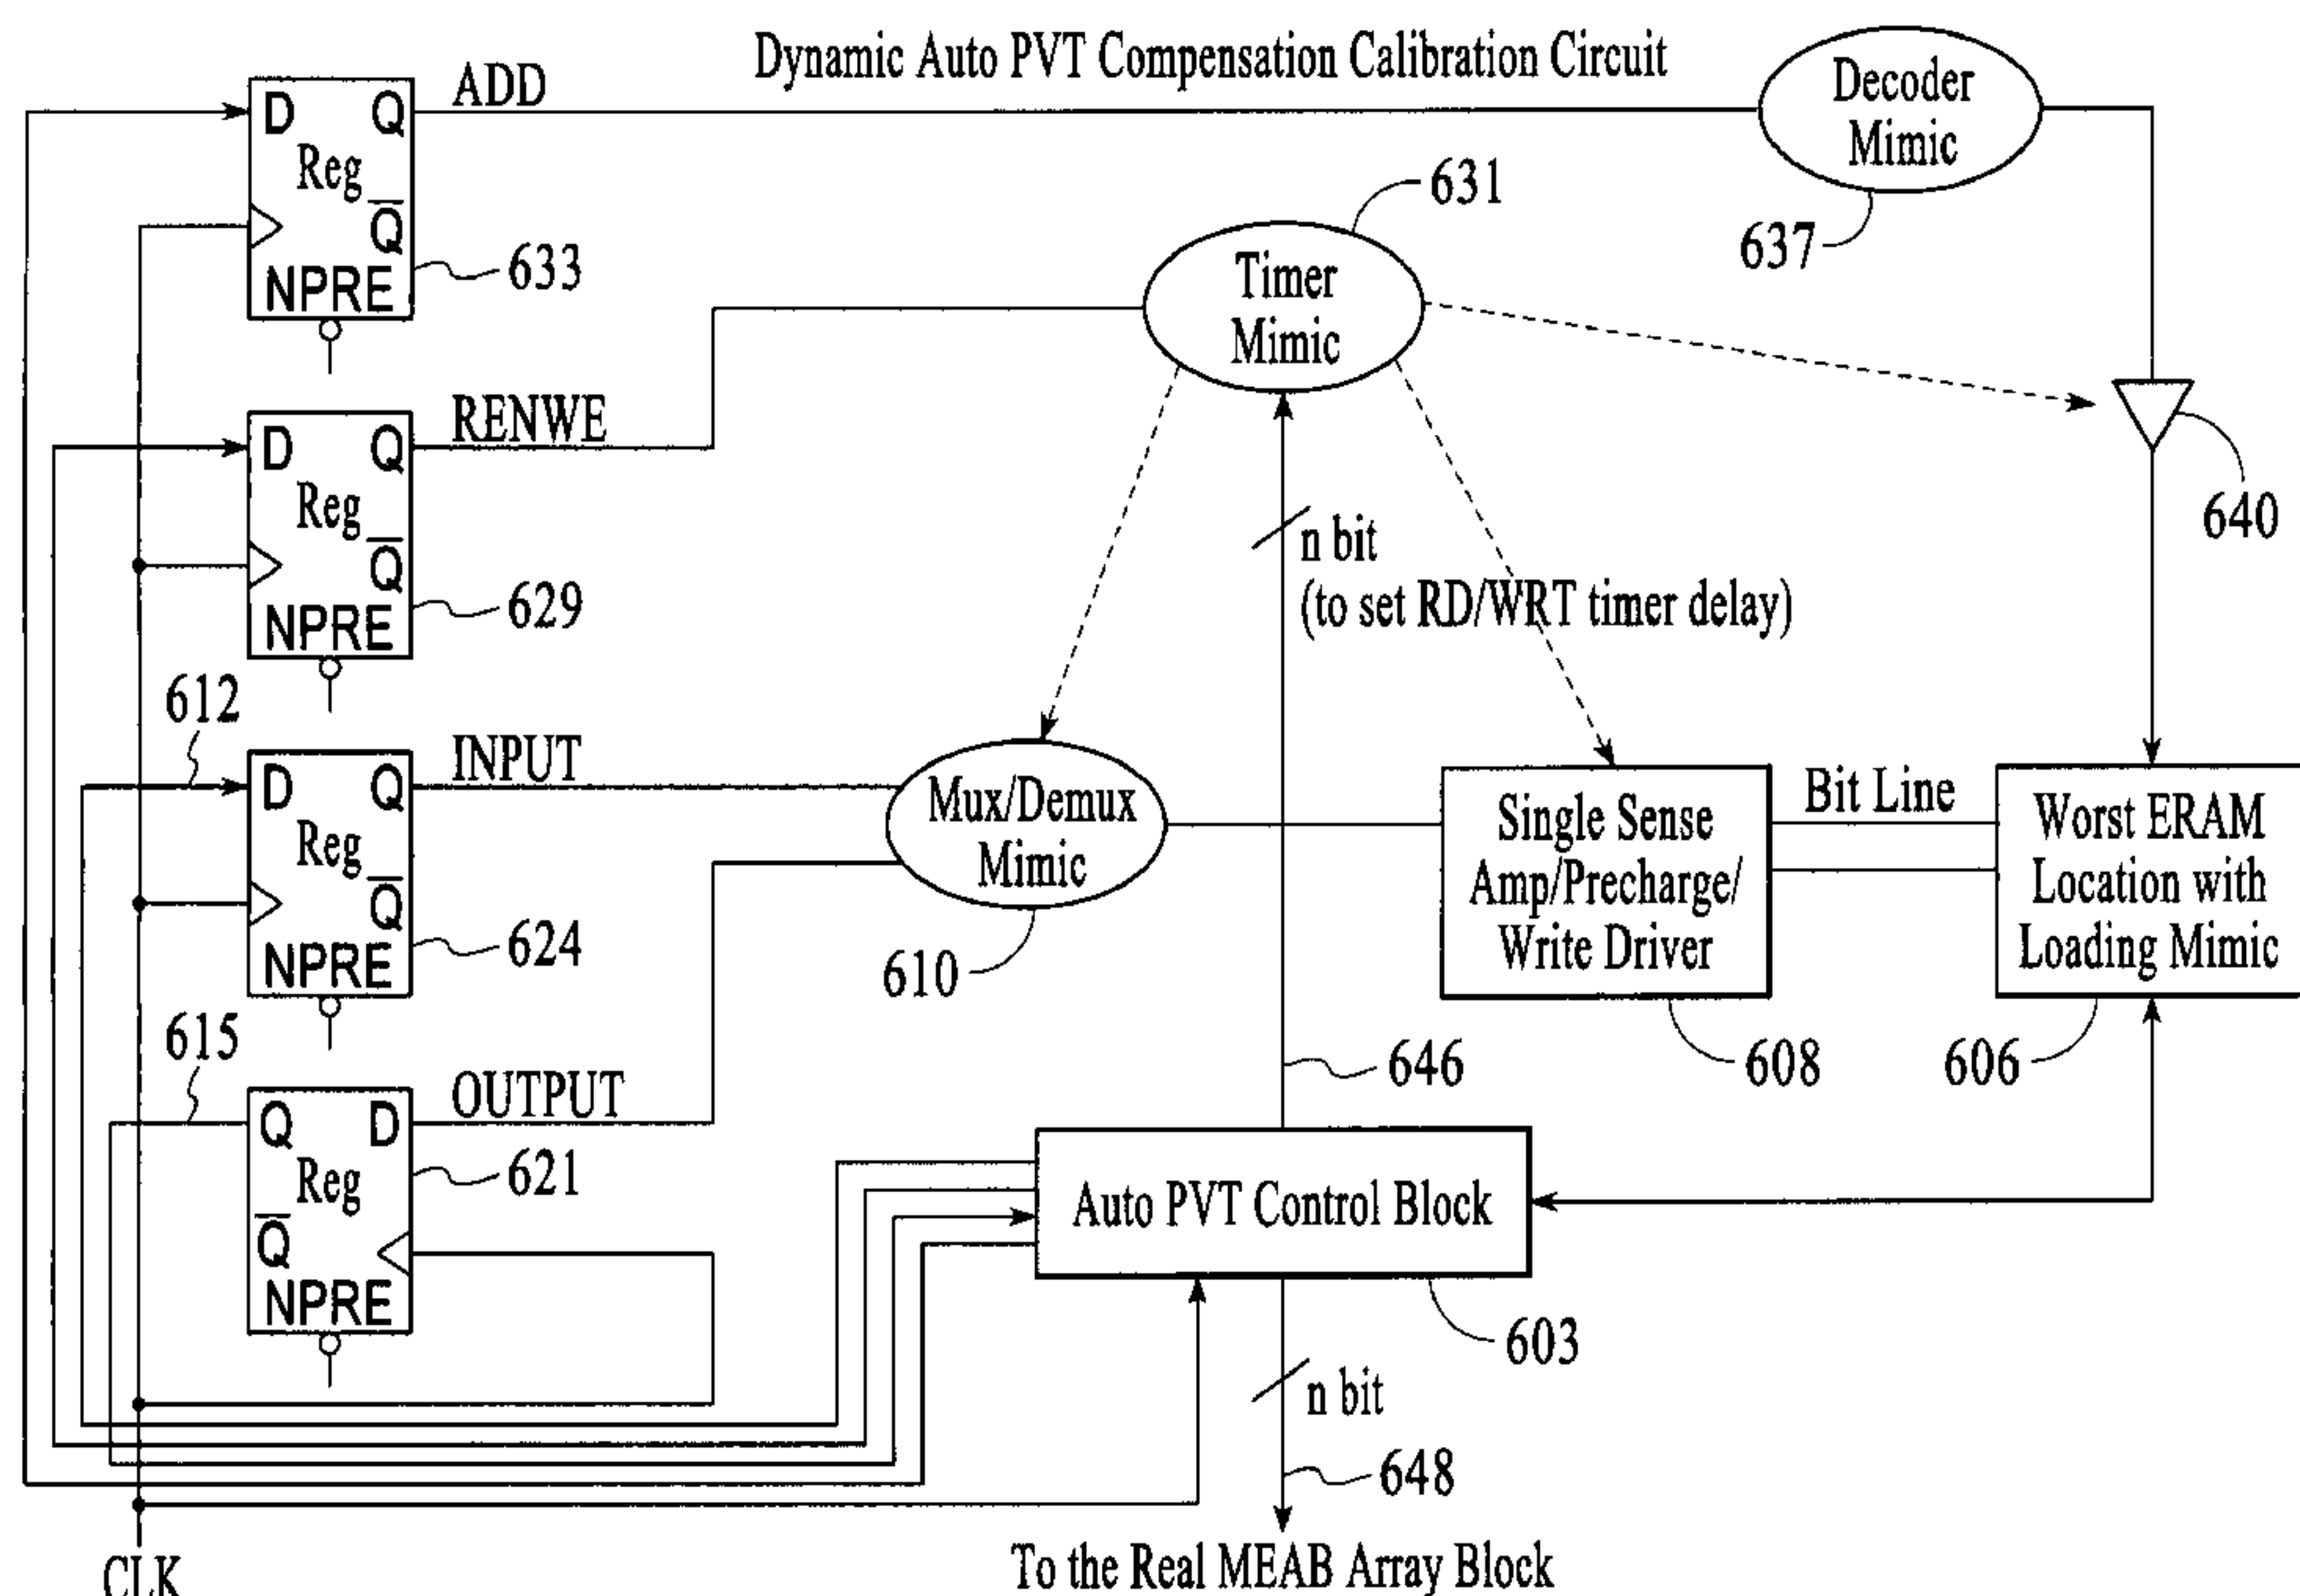 Dynamic Auto PVT Compensation Calibration Circuit
D Q
Reg
Q
NPRE
ADD
633
Decoder
Mimic
637
631
Timer
Mimic
640
D Q
Reg
Q
NPRE
RENWE
629
n bit
(to set RD/WRT timer delay)
612
D Q
Reg
Q
NPRE
INPUT
624
Mux/Demux
Mimic
610
Single Sense
Amp/Precharge/
Write Driver
608
Bit Line
Worst ERAM
Location with
Loading Mimic
606
646
615
Q D
Reg
Q
NPRE
OUTPUT
621
Auto PVT Control Block
603
n bit
648
CLK
To the Real MEAB Array Block